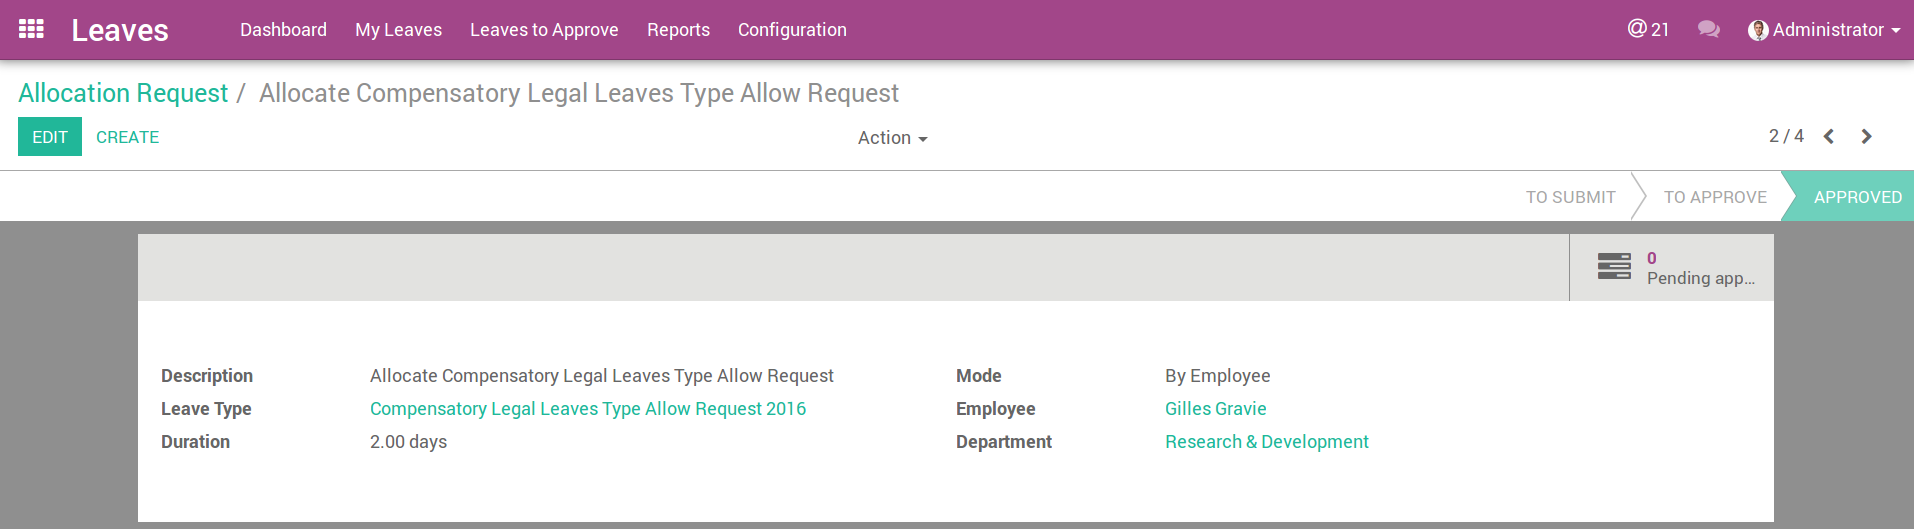 Leaves Dashboard My Leaves Leaves to Approve Reports Configuration @ 21 Administrator
Allocation Request / Allocate Compensatory Legal Leaves Type Allow Request
EDIT CREATE Action 2 / 4
TO SUBMIT TO APPROVE APPROVED
0
Pending app...
Description Allocate Compensatory Legal Leaves Type Allow Request Mode By Employee
Leave Type Compensatory Legal Leaves Type Allow Request 2016 Employee Gilles Gravie
Duration 2.00 days Department Research & Development